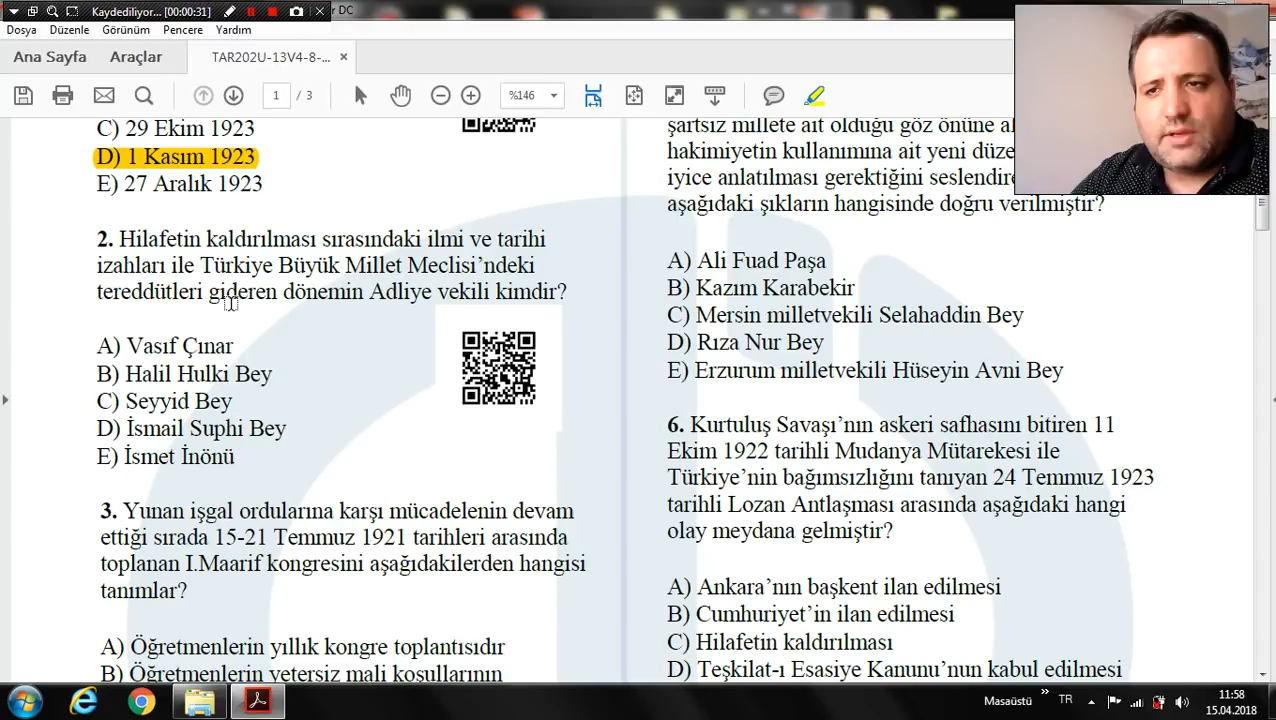 Kaydediliyor... [00:00:31]
r DC
Dosya Düzenle Görünüm Pencere Yardım
Ana Sayfa Araçlar TAR202U-13V4-8-... ×
1 / 3 %146
C) 29 Ekim 1923
D) 1 Kasım 1923
E) 27 Aralık 1923
2. Hilafetin kaldırılması sırasındaki ilmi ve tarihi
izahları ile Türkiye Büyük Millet Meclisi’ndeki
tereddütleri gideren dönemin Adliye vekili kimdir?
A) Vasıf Çınar
B) Halil Hulki Bey
C) Seyyid Bey
D) İsmail Suphi Bey
E) İsmet İnönü
3. Yunan işgal ordularına karşı mücadelenin devam
ettiği sırada 15-21 Temmuz 1921 tarihleri arasında
toplanan I.Maarif kongresini aşağıdakilerden hangisi
tanımlar?
A) Öğretmenlerin yıllık kongre toplantısıdır
B) Öğretmenlerin yetersiz mali koşullarının
şartsız millete ait olduğu göz önüne al
hakimiyetin kullanımına ait yeni düze
iyice anlatılması gerektiğini seslendire
aşağıdaki şıkların hangisinde doğru verilmiştir?
A) Ali Fuad Paşa
B) Kazım Karabekir
C) Mersin milletvekili Selahaddin Bey
D) Rıza Nur Bey
E) Erzurum milletvekili Hüseyin Avni Bey
6. Kurtuluş Savaşı’nın askeri safhasını bitiren 11
Ekim 1922 tarihli Mudanya Mütarekesi ile
Türkiye’nin bağımsızlığını tanıyan 24 Temmuz 1923
tarihli Lozan Antlaşması arasında aşağıdaki hangi
olay meydana gelmiştir?
A) Ankara’nın başkent ilan edilmesi
B) Cumhuriyet’in ilan edilmesi
C) Hilafetin kaldırılması
D) Teşkilat-ı Esasiye Kanunu’nun kabul edilmesi
Masaüstü » TR 11:58
15.04.2018